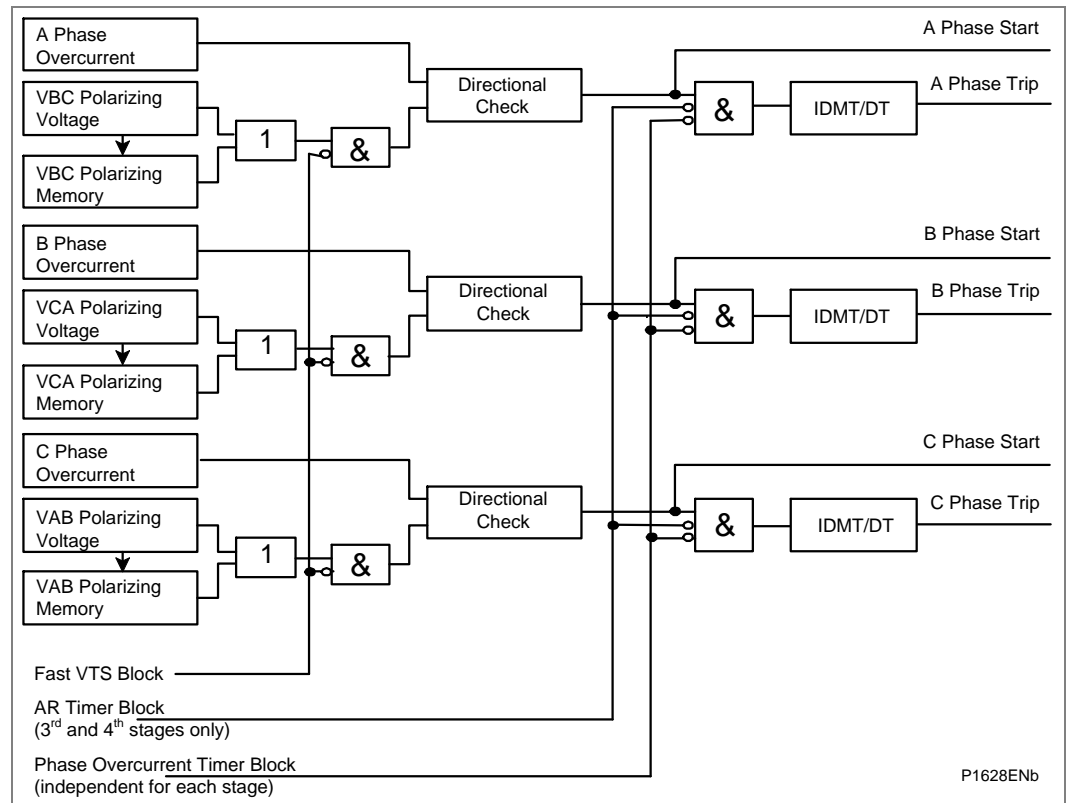 A Phase
Overcurrent
VBC Polarizing
Voltage
VBC Polarizing
Memory
1
&
Directional
Check
&
IDMT/DT
A Phase Start
A Phase Trip
B Phase
Overcurrent
VCA Polarizing
Voltage
VCA Polarizing
Memory
1
&
Directional
Check
&
IDMT/DT
B Phase Start
B Phase Trip
C Phase
Overcurrent
VAB Polarizing
Voltage
VAB Polarizing
Memory
1
&
Directional
Check
&
IDMT/DT
C Phase Start
C Phase Trip
Fast VTS Block
AR Timer Block
(3rd and 4th stages only)
Phase Overcurrent Timer Block
(independent for each stage)
P1628ENb